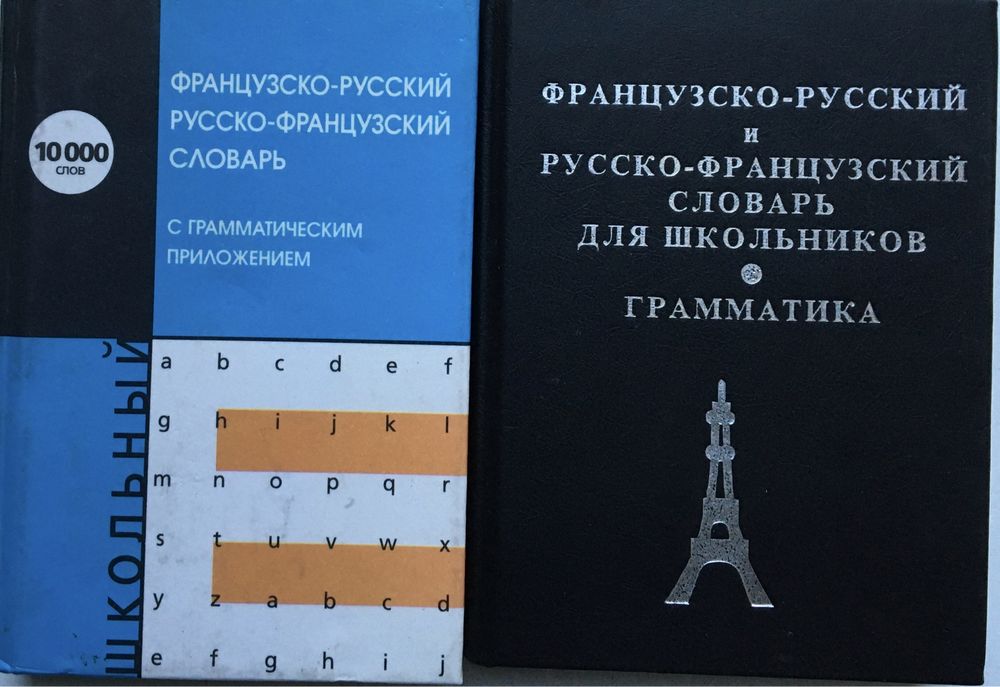 10 000
слов
ФРАНЦУЗСКО-РУССКИЙ
РУССКО-ФРАНЦУЗСКИЙ
СЛОВАРЬ
С ГРАММАТИЧЕСКИМ
ПРИЛОЖЕНИЕМ
ШКОЛЬНЫЙ
a b c d e f
g h i j k l
m n o p q r
s t u v w x
y z a b c d
e f g h i j
ФРАНЦУЗСКО-РУССКИЙ
И
РУССКО-ФРАНЦУЗСКИЙ
СЛОВАРЬ
ДЛЯ ШКОЛЬНИКОВ
ГРАММАТИКА